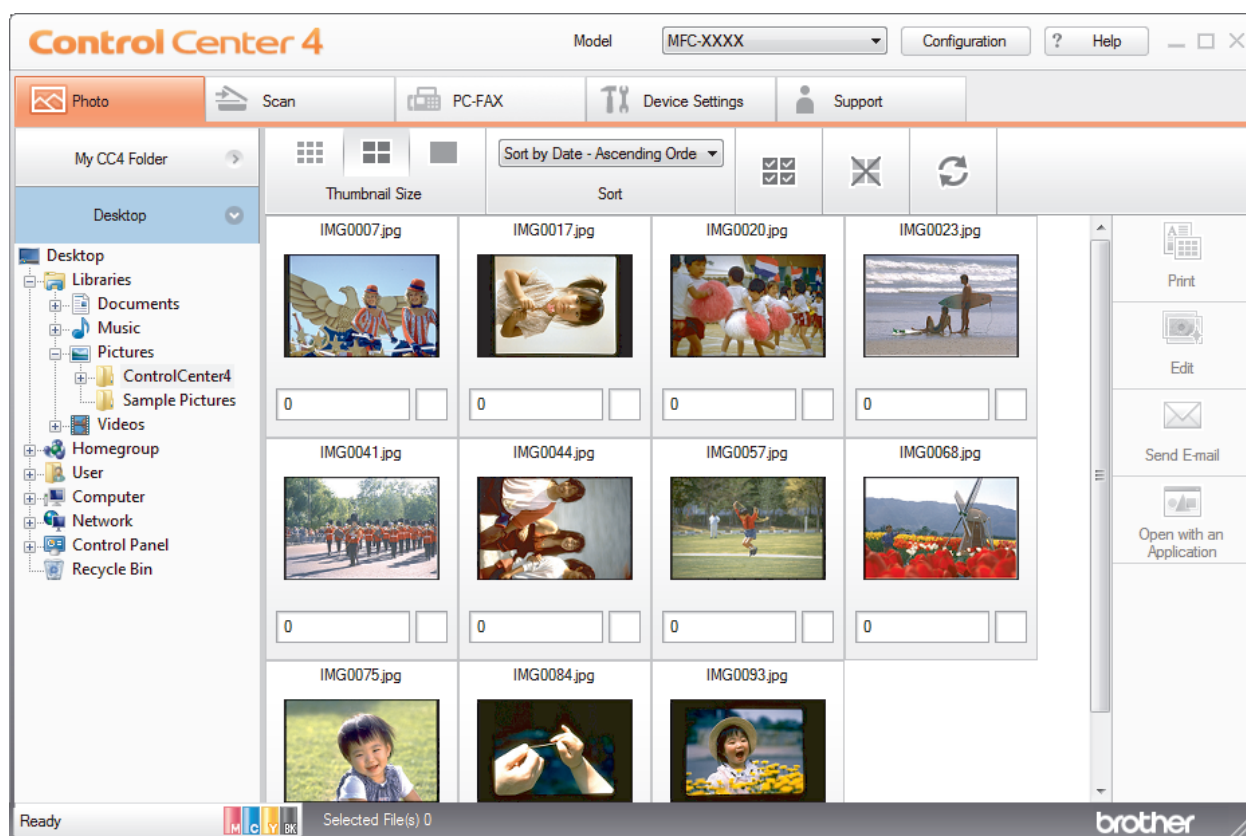 Control Center 4
Model
MFC-XXXX
Configuration
? Help
Photo
Scan
PC-FAX
Device Settings
Support
My CC4 Folder
Desktop
Thumbnail Size
Sort by Date - Ascending Orde
Sort
Desktop
Libraries
Documents
Music
Pictures
ControlCenter4
Sample Pictures
Videos
Homegroup
User
Computer
Network
Control Panel
Recycle Bin
IMG0007.jpg
IMG0017.jpg
IMG0020.jpg
IMG0023.jpg
0
0
0
0
IMG0041.jpg
IMG0044.jpg
IMG0057.jpg
IMG0068.jpg
0
0
0
0
IMG0075.jpg
IMG0084.jpg
IMG0093.jpg
Print
Edit
Send E-mail
Open with an
Application
Ready
M C Y BK
Selected File(s) 0
brother